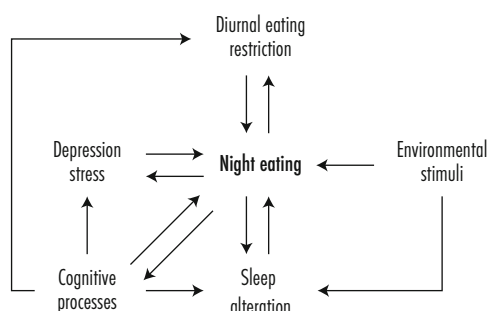 Diurnal eating
restriction
Depression
stress
Night eating
Environmental
stimuli
Cognitive
processes
Sleep
alteration